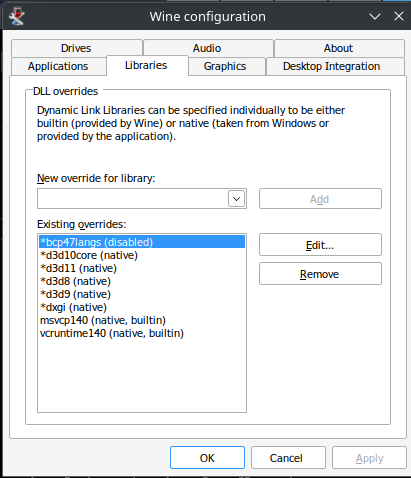 Wine configuration
Drives
Audio
About
Applications
Libraries
Graphics
Desktop Integration
DLL overrides
Dynamic Link Libraries can be specified individually to be either
builtin (provided by Wine) or native (taken from Windows or
provided by the application).
New override for library:
Add
Existing overrides:
*bcp47langs (disabled)
*d3d10core (native)
*d3d11 (native)
*d3d8 (native)
*d3d9 (native)
*dxgi (native)
msvcp140 (native, builtin)
vcruntime140 (native, builtin)
Edit...
Remove
OK
Cancel
Apply